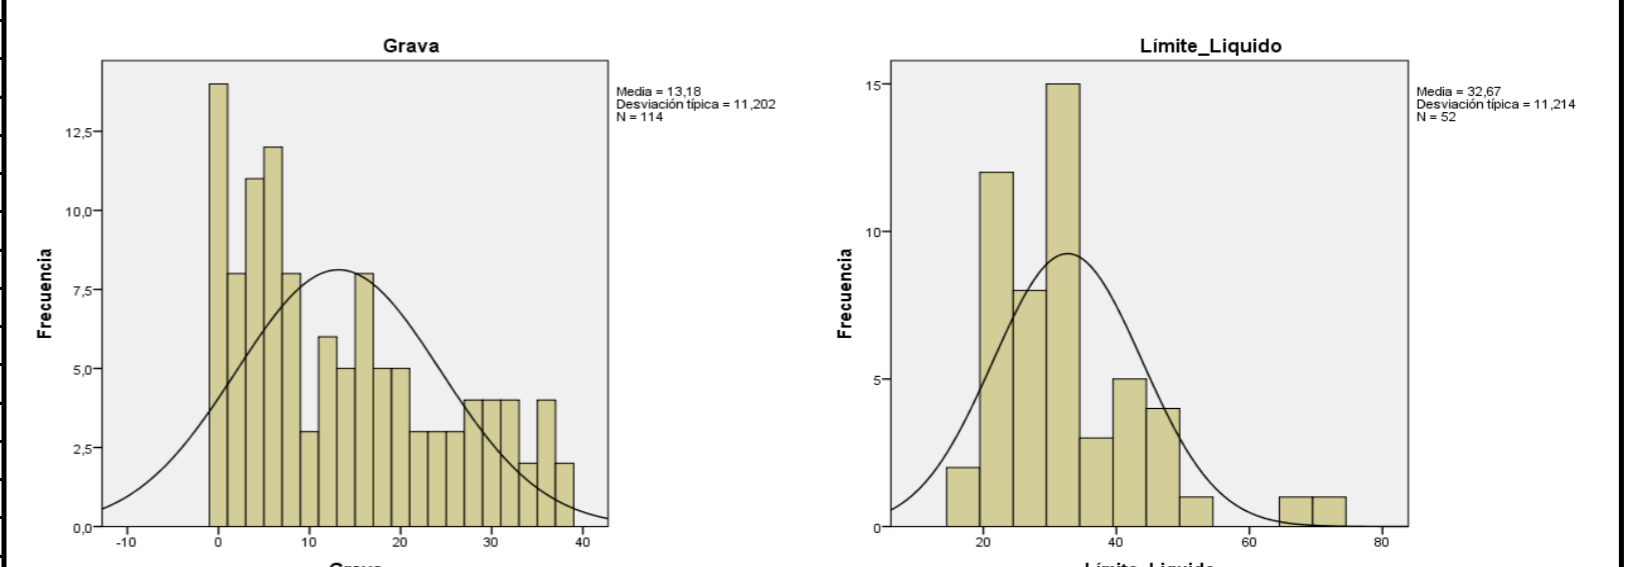 Grava
Media = 13,18
Desviación típica = 11,202
N = 114
Frecuencia
12,5
10,0
7,5
5,0
2,5
0,0
-10 0 10 20 30 40
Grava
Límite_Liquido
Media = 32,67
Desviación típica = 11,214
N = 52
Frecuencia
15
10
5
0
20 40 60 80
Límite_Liquido